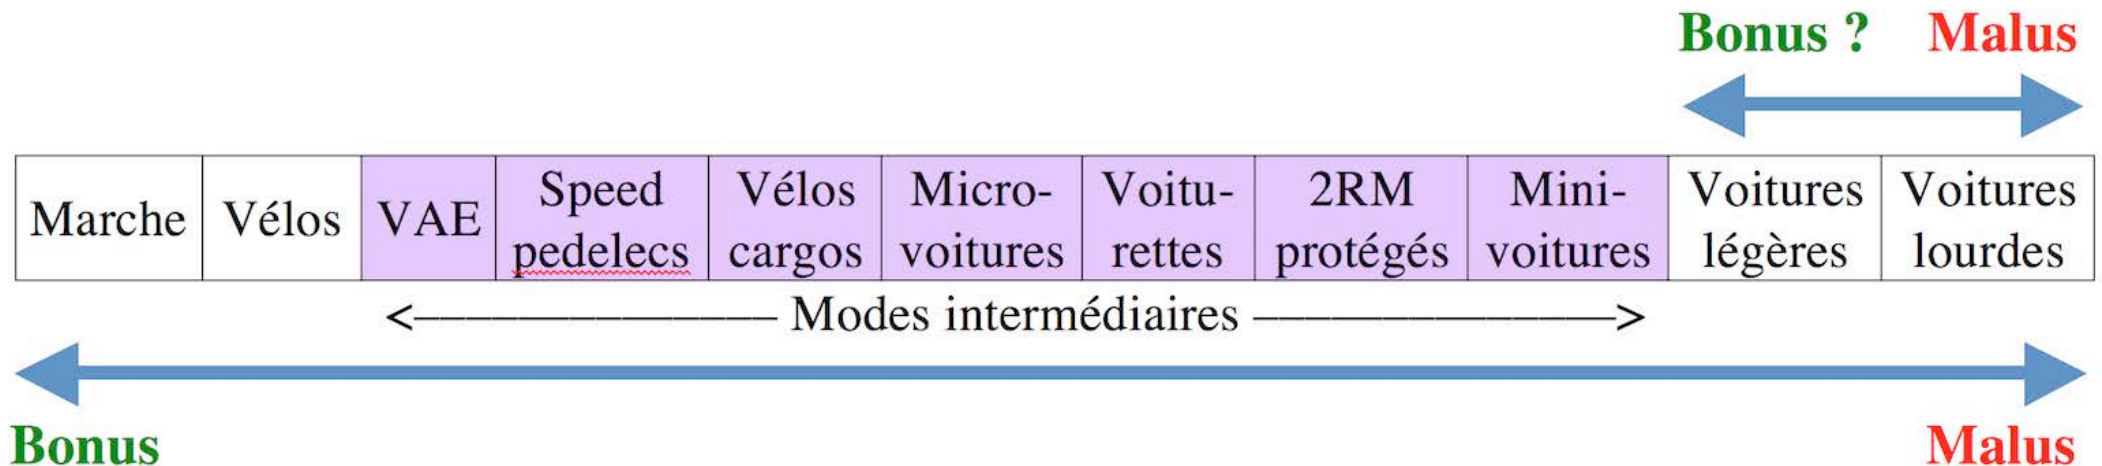 Bonus ? Malus
Marche Vélos VAE Speed pedelecs Vélos cargos Micro-voitures Voitu-rettes 2RM protégés Mini-voitures Voitures légères Voitures lourdes
<—————————— Modes intermédiaires ——————————>
Bonus Malus